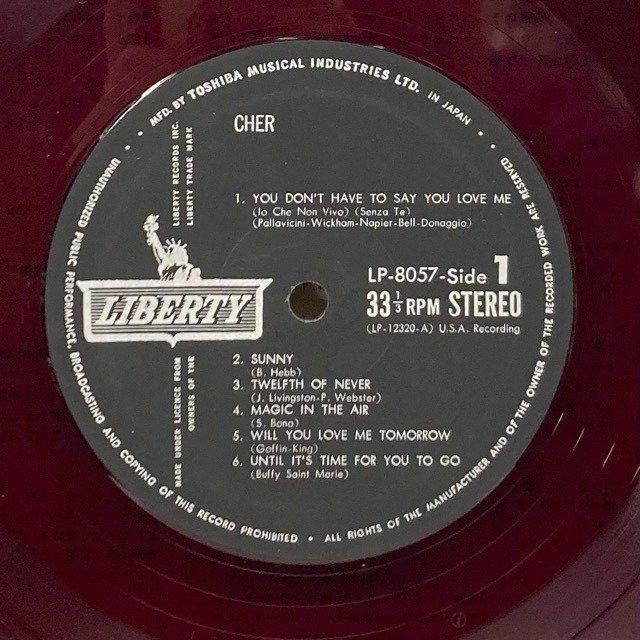 MFD. BY TOSHIBA MUSICAL INDUSTRIES LTD. IN JAPAN
CHER
LIBERTY RECORDS INC.
LIBERTY TRADE MARK
1. YOU DON'T HAVE TO SAY YOU LOVE ME
(Io Che Non Vivo) (Senza Te)
(Pallavicini-Wickham-Napier-Bell-Donaggio)
LIBERTY
LP-8057-Side 1
33 1/3 RPM STEREO
(LP-12320-A) U.S.A. Recording
MADE UNDER LICENCE FROM
OWNERS OF THE
2. SUNNY
(B. Hebb)
3. TWELFTH OF NEVER
(J. Livingston-P. Webster)
4. MAGIC IN THE AIR
(S. Bono)
5. WILL YOU LOVE ME TOMORROW
(Goffin-King)
6. UNTIL IT'S TIME FOR YOU TO GO
(Buffy Saint Marie)
UNAUTHORIZED PUBLIC PERFORMANCE, BROADCASTING AND COPYING OF THIS RECORD PROHIBITED • ALL RIGHTS OF THE MANUFACTURER AND OF THE OWNER OF THE RECORDED WORK ARE RESERVED